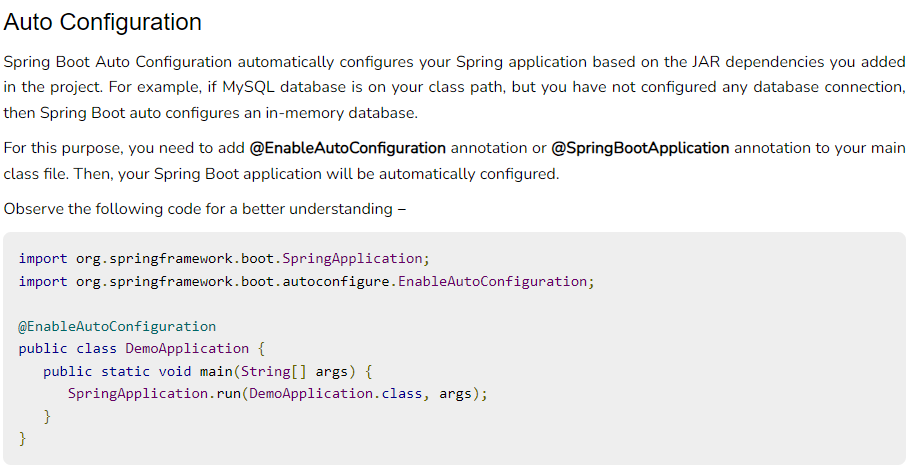 Auto Configuration
Spring Boot Auto Configuration automatically configures your Spring application based on the JAR dependencies you added
in the project. For example, if MySQL database is on your class path, but you have not configured any database connection,
then Spring Boot auto configures an in-memory database.
For this purpose, you need to add @EnableAutoConfiguration annotation or @SpringBootApplication annotation to your main
class file. Then, your Spring Boot application will be automatically configured.
Observe the following code for a better understanding –
import org.springframework.boot.SpringApplication;
import org.springframework.boot.autoconfigure.EnableAutoConfiguration;

@EnableAutoConfiguration
public class DemoApplication {
   public static void main(String[] args) {
      SpringApplication.run(DemoApplication.class, args);
   }
}